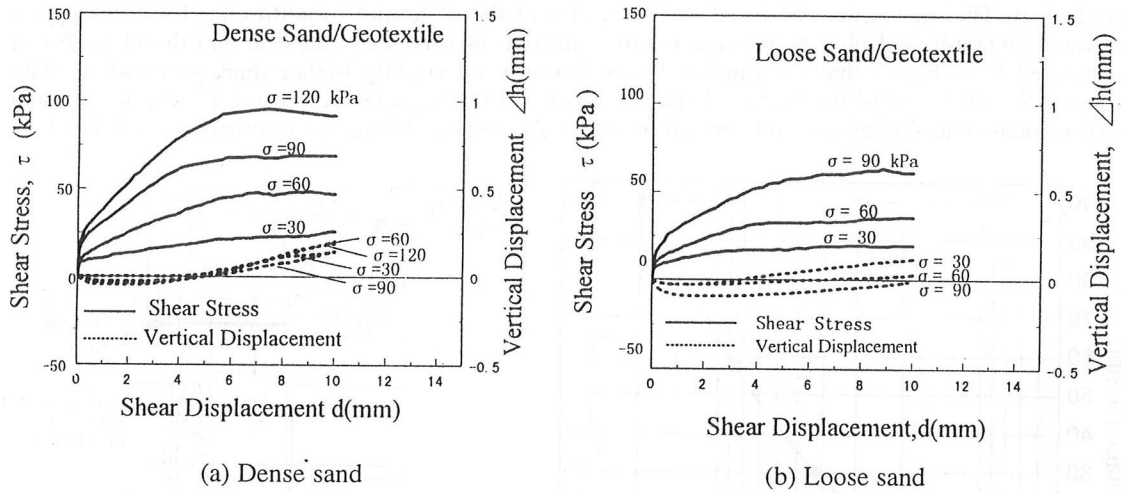 Dense Sand/Geotextile
150
100
50
0
-50
Shear Stress, τ (kPa)
σ=120 kPa
σ=90
σ=60
σ=30
σ=60
σ=120
σ=30
σ=90
Shear Stress
Vertical Displacement
1.5
1
0.5
0
-0.5
Vertical Displacement ⊿h(mm)
0 2 4 6 8 10 12 14
Shear Displacement d(mm)
(a) Dense sand
Loose Sand/Geotextile
150
100
50
0
-50
Shear Stress τ (kPa)
σ = 90 kPa
σ = 60
σ = 30
σ = 30
σ = 60
σ = 90
Shear Stress
Vertical Displacement
1.5
1
0.5
0
-0.5
Vertical Displacement, ⊿h(mm)
0 2 4 6 8 10 12 14
Shear Displacement,d(mm)
(b) Loose sand